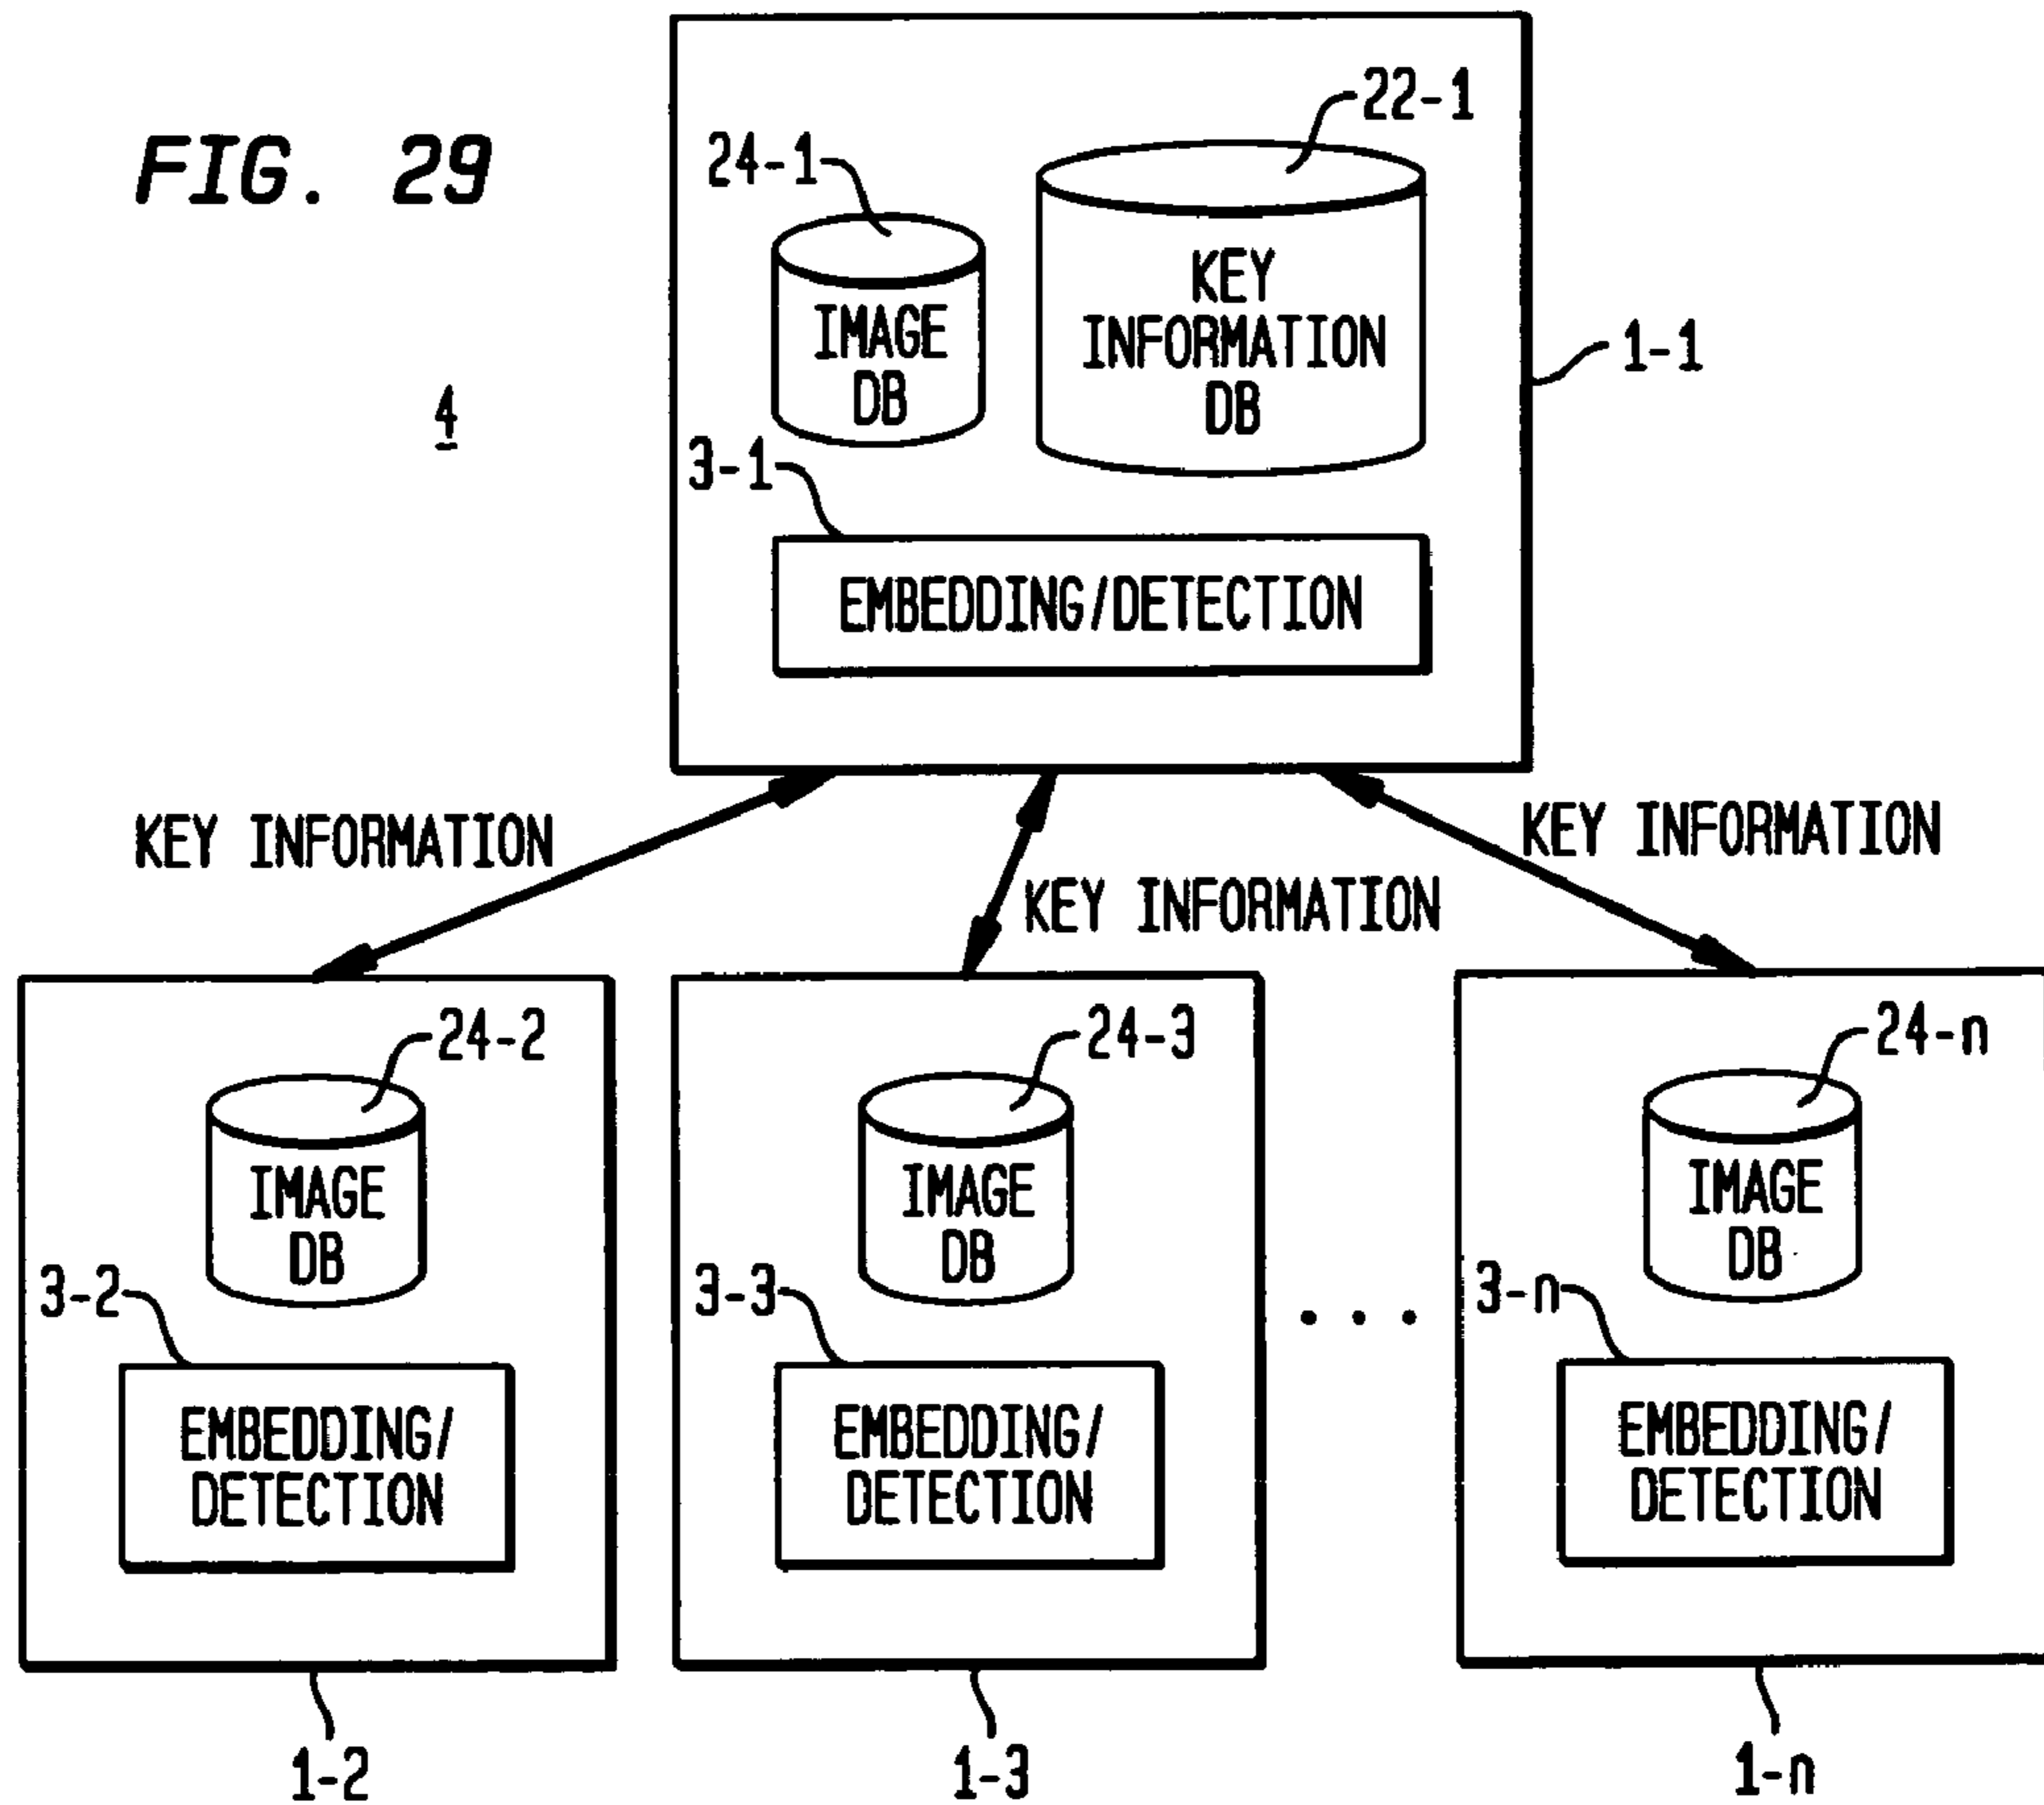 FIG. 29
4
22-1
24-1
KEY
INFORMATION
DB
IMAGE
DB
1-1
3-1
EMBEDDING/DETECTION
KEY INFORMATION
KEY INFORMATION
KEY INFORMATION
24-2
IMAGE
DB
3-2
EMBEDDING/
DETECTION
1-2
24-3
IMAGE
DB
3-3
EMBEDDING/
DETECTION
1-3
. . .
24-n
IMAGE
DB
3-n
EMBEDDING/
DETECTION
1-n